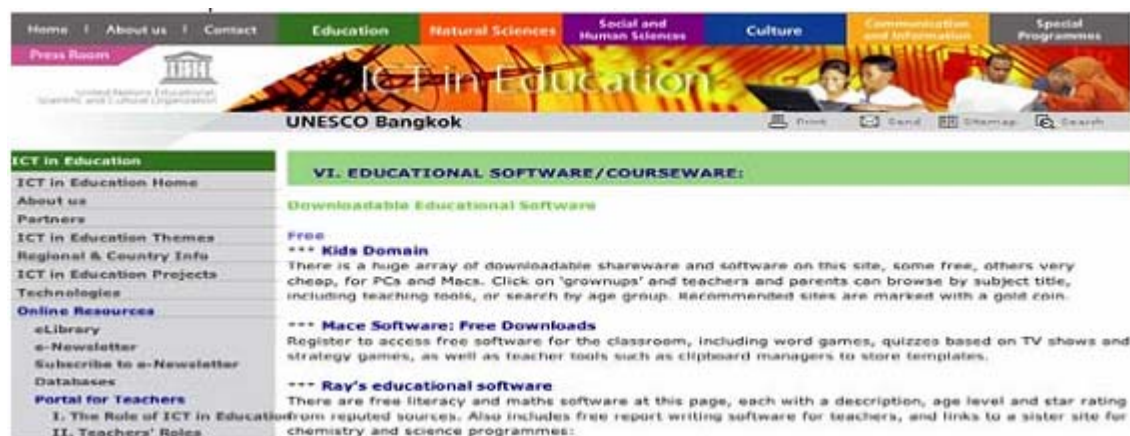 Home | About us | Contact
Education
Natural Sciences
Social and
Human Sciences
Culture
Communication
and Information
Special
Programmes
Press Room
United Nations Educational,
Scientific and Cultural Organization
ICT in Education
UNESCO Bangkok
Print
Send
Sitemap
Search
ICT in Education
ICT in Education Home
About us
Partners
ICT in Education Themes
Regional & Country Info
ICT in Education Projects
Technologies
Online Resources
eLibrary
e-Newsletter
Subscribe to e-Newsletter
Databases
Portal for Teachers
I. The Role of ICT in Education
II. Teachers' Roles
VI. EDUCATIONAL SOFTWARE/COURSEWARE:
Downloadable Educational Software
Free
*** Kids Domain
There is a huge array of downloadable shareware and software on this site, some free, others very
cheap, for PCs and Macs. Click on 'grownups' and teachers and parents can browse by subject title,
including teaching tools, or search by age group. Recommended sites are marked with a gold coin.
*** Mace Software: Free Downloads
Register to access free software for the classroom, including word games, quizzes based on TV shows and
strategy games, as well as teacher tools such as clipboard managers to store templates.
*** Ray's educational software
There are free literacy and maths software at this page, each with a description, age level and star rating
from reputed sources. Also includes free report writing software for teachers, and links to a sister site for
chemistry and science programmes: